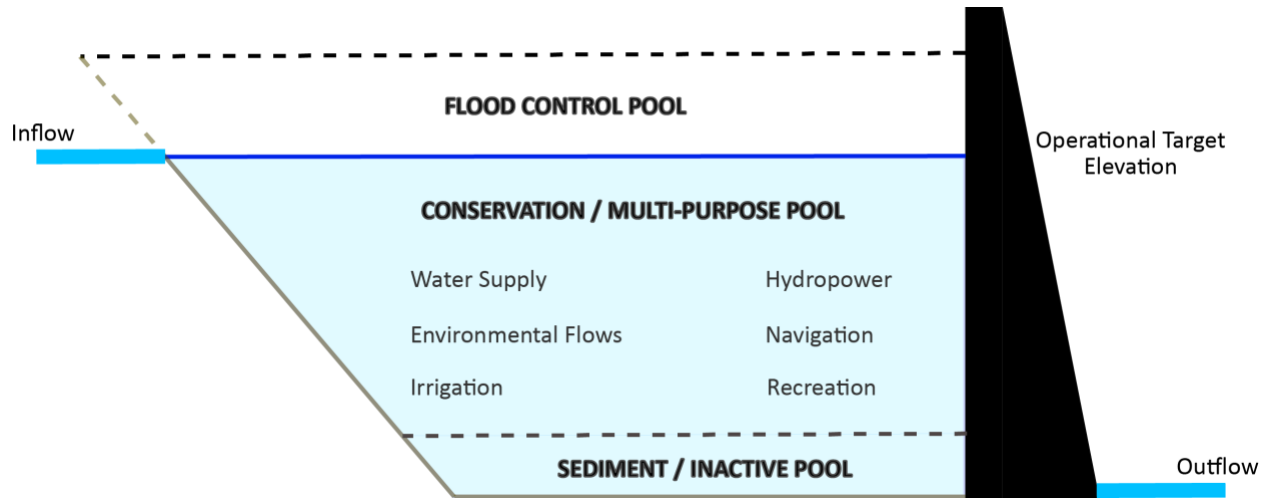 FLOOD CONTROL POOL
Inflow
Operational Target
Elevation
CONSERVATION / MULTI-PURPOSE POOL
Water Supply
Hydropower
Environmental Flows
Navigation
Irrigation
Recreation
SEDIMENT / INACTIVE POOL
Outflow